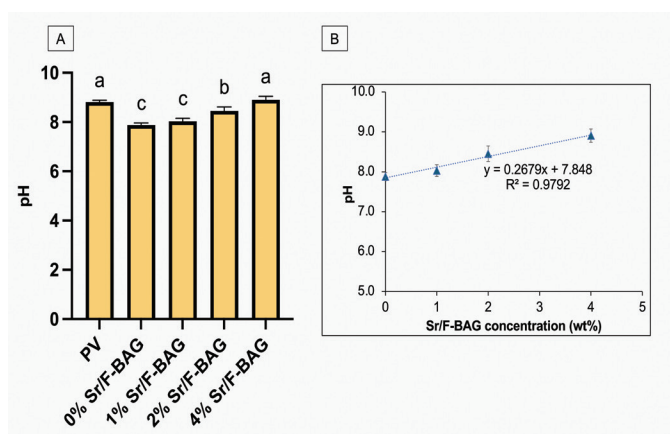 A
10
8
6
4
2
0
pH
a
c
c
b
a
PV
0% Sr/F-BAG
1% Sr/F-BAG
2% Sr/F-BAG
4% Sr/F-BAG
B
10.0
9.0
8.0
7.0
6.0
5.0
pH
y = 0.2679x + 7.848
R² = 0.9792
0 1 2 3 4 5
Sr/F-BAG concentration (wt%)